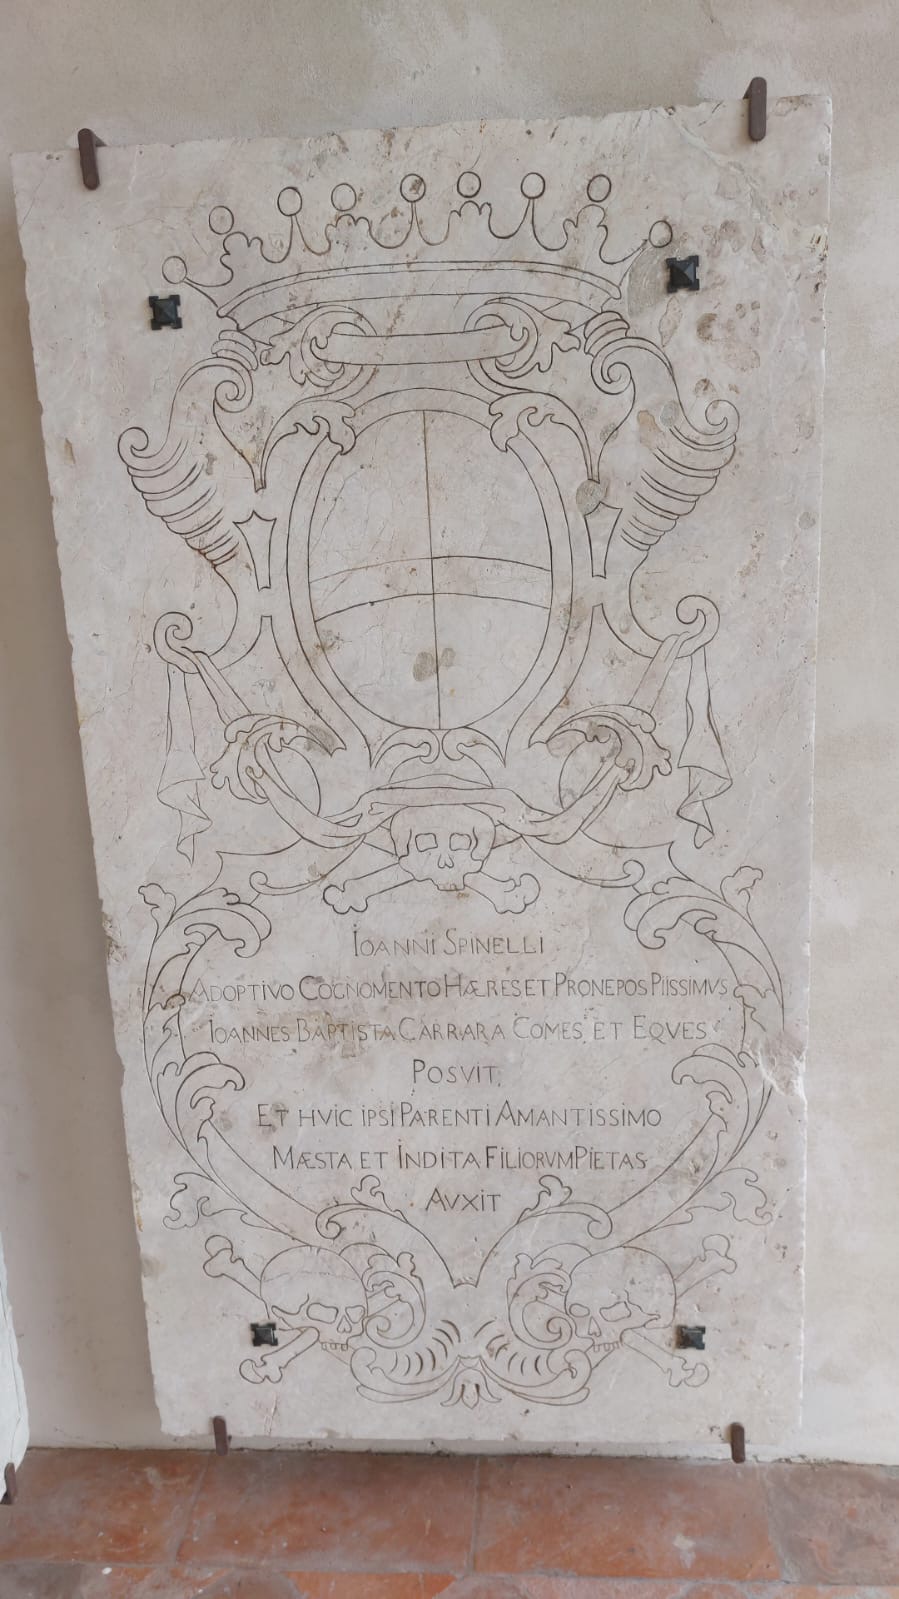 IOANNI SPINELLI
ADOPTIVO COGNOMENTO HÆRES ET PRONEPOS PIISSIMVS
IOANNES BAPTISTA CARRARA COMES ET EQVES
POSVIT,
ET HVIC IPSI PARENTI AMANTISSIMO
MÆSTA ET INDITA FILIORVM PIETAS
AVXIT